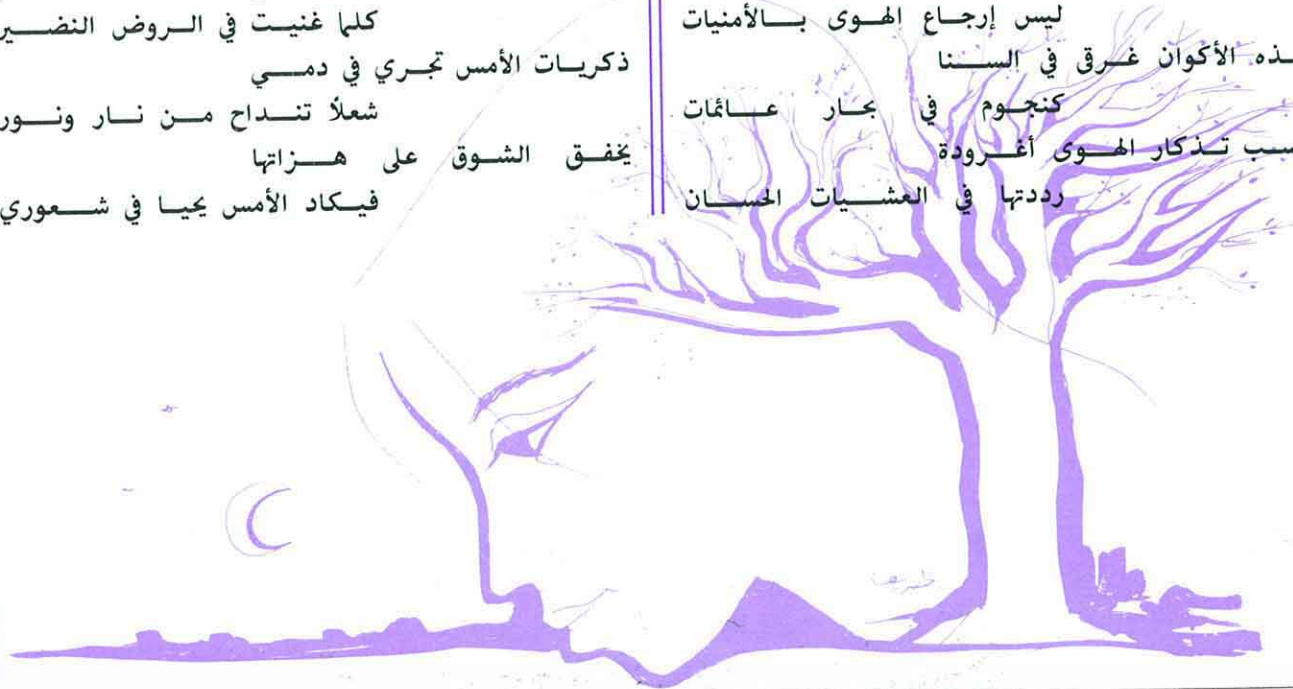 ليس إرجاع الهوى بالأمنيات
الأكوان غرقى في السنا
كنجوم في بحار عائمات
تذكار الهوى أغرودة
رددتها في العشيات الحسان
كلما غنيت في الروض النضير
ذكريات الأمس تجري في دمي
شعلاً تنداح من نار ونور
يخفق الشوق على هزاتها
فيكاد الأمس يحيا في شعوري